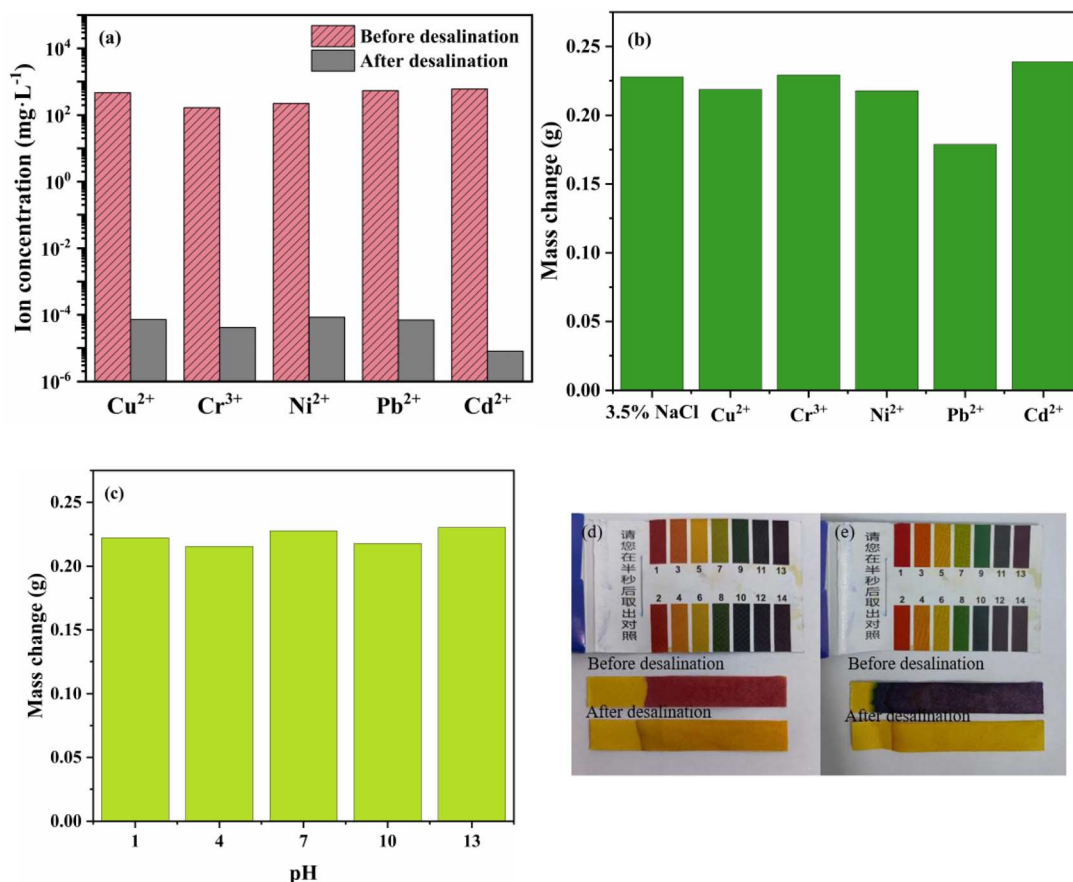 (a)
Before desalination
After desalination
Ion concentration (mg·L⁻¹)
10⁴
10²
10⁰
10⁻²
10⁻⁴
10⁻⁶
Cu²⁺ Cr³⁺ Ni²⁺ Pb²⁺ Cd²⁺
(b)
Mass change (g)
0.25
0.20
0.15
0.10
0.05
0.00
3.5% NaCl Cu²⁺ Cr³⁺ Ni²⁺ Pb²⁺ Cd²⁺
(c)
Mass change (g)
0.25
0.20
0.15
0.10
0.05
0.00
1 4 7 10 13
pH
(d)
请您在半秒后取出对照
1 3 5 7 9 11 13
2 4 6 8 10 12 14
Before desalination
After desalination
(e)
请您在半秒后取出对照
1 3 5 7 9 11 13
2 4 6 8 10 12 14
Before desalination
After desalination